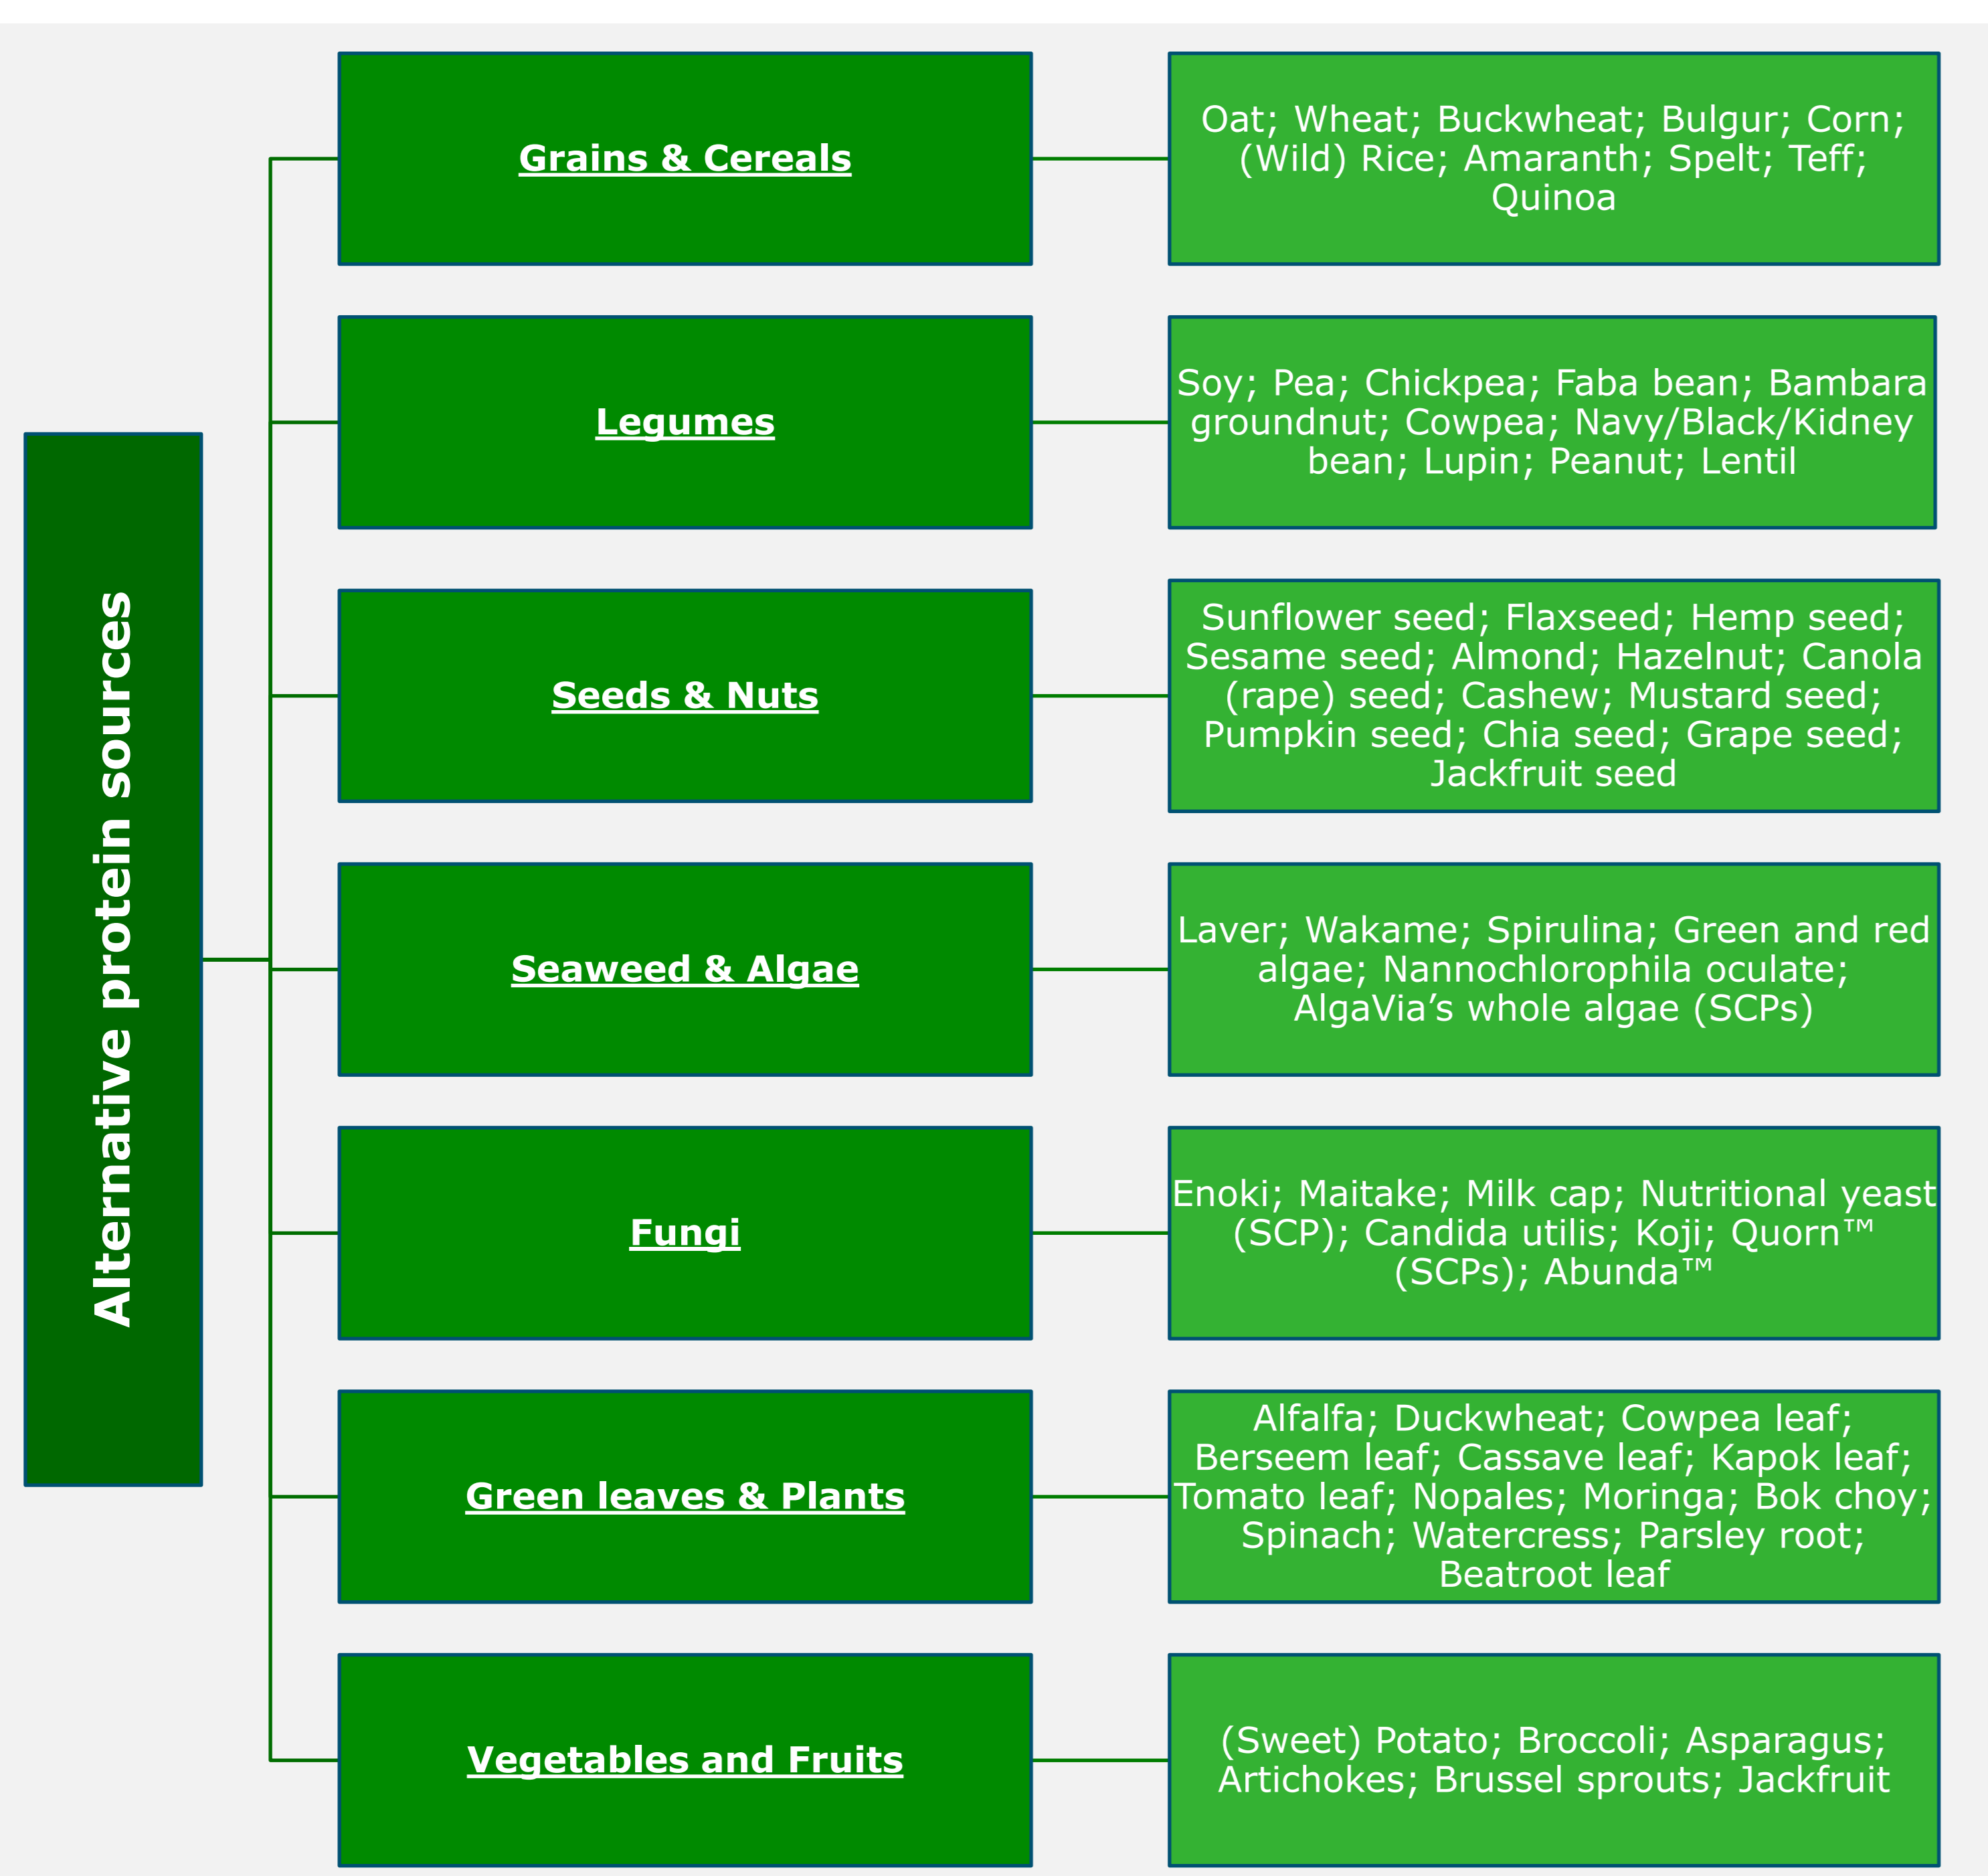 Alternative protein sources
Grains & Cereals
Oat; Wheat; Buckwheat; Bulgur; Corn;
(Wild) Rice; Amaranth; Spelt; Teff;
Quinoa
Legumes
Soy; Pea; Chickpea; Faba bean; Bambara
groundnut; Cowpea; Navy/Black/Kidney
bean; Lupin; Peanut; Lentil
Seeds & Nuts
Sunflower seed; Flaxseed; Hemp seed;
Sesame seed; Almond; Hazelnut; Canola
(rape) seed; Cashew; Mustard seed;
Pumpkin seed; Chia seed; Grape seed;
Jackfruit seed
Seaweed & Algae
Laver; Wakame; Spirulina; Green and red
algae; Nannochlorophila oculate;
AlgaVia’s whole algae (SCPs)
Fungi
Enoki; Maitake; Milk cap; Nutritional yeast
(SCP); Candida utilis; Koji; Quorn™
(SCPs); Abunda™
Green leaves & Plants
Alfalfa; Duckwheat; Cowpea leaf;
Berseem leaf; Cassave leaf; Kapok leaf;
Tomato leaf; Nopales; Moringa; Bok choy;
Spinach; Watercress; Parsley root;
Beatroot leaf
Vegetables and Fruits
(Sweet) Potato; Broccoli; Asparagus;
Artichokes; Brussel sprouts; Jackfruit